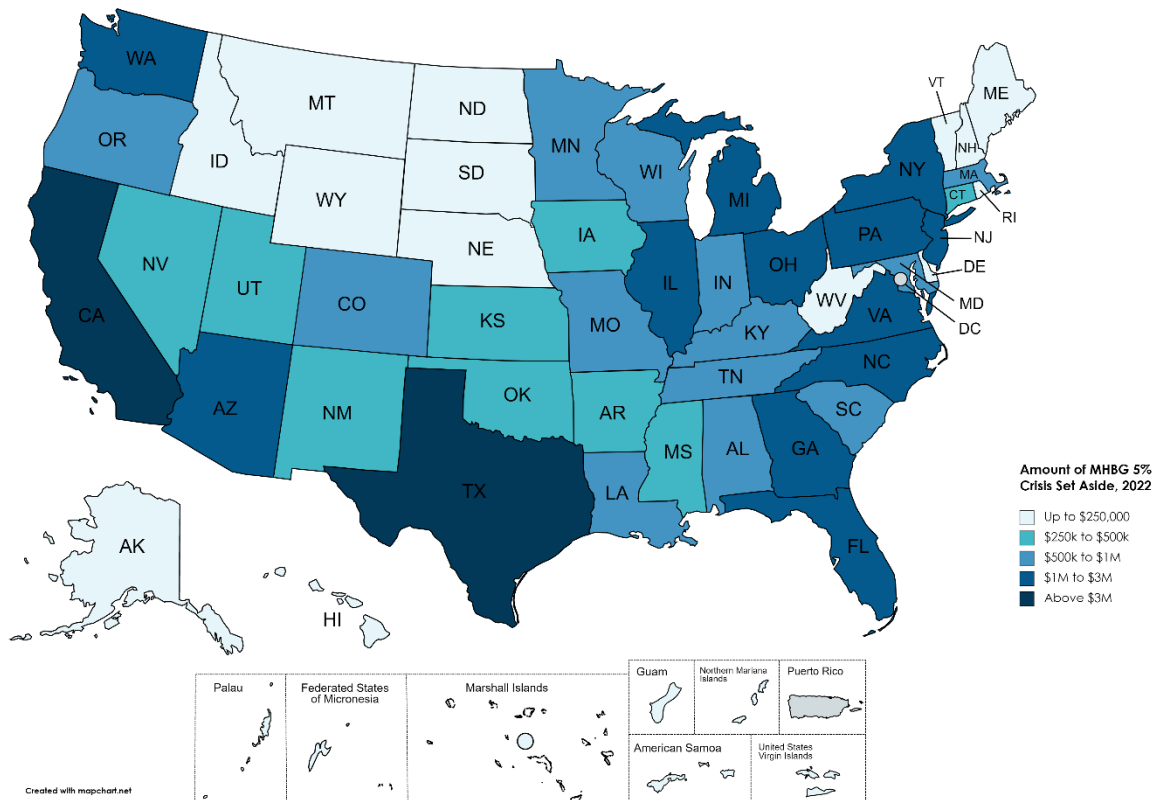 WA
MT
ND
MN
VT
ME
OR
ID
SD
WI
NH
NY
MA
WY
MI
CT
RI
IA
PA
NJ
NE
NV
UT
CO
IL
IN
OH
DE
WV
MD
CA
KS
MO
VA
KY
DC
NC
TN
AZ
NM
OK
AR
SC
MS
AL
GA
TX
LA
FL
AK
HI
Amount of MHBG 5%
Crisis Set Aside, 2022
Up to $250,000
$250k to $500k
$500k to $1M
$1M to $3M
Above $3M
Palau
Federated States
of Micronesia
Marshall Islands
Guam
Northern Mariana
Islands
Puerto Rico
American Samoa
United States
Virgin Islands
Created with mapchart.net